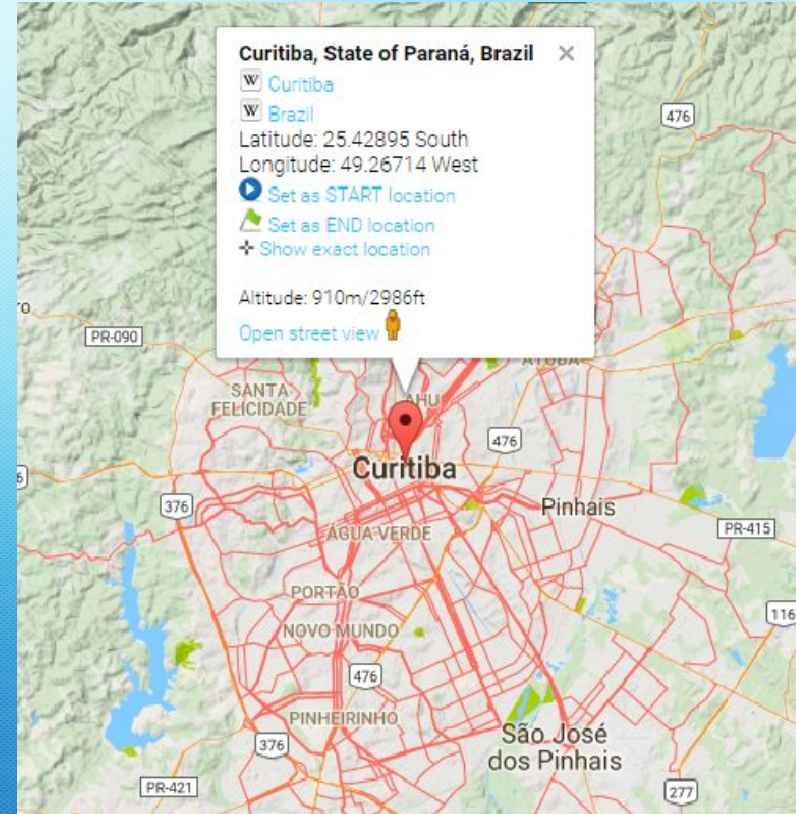 Curitiba, State of Paraná, Brazil ×
W Curitiba
W Brazil
Latitude: 25.42895 South
Longitude: 49.26714 West
Set as START location
Set as END location
Show exact location
Altitude: 910m/2986ft
Open street view
476
PR-090
SANTA
FELICIDADE
AHU
ATUBA
476
Curitiba
376
Pinhais
ÁGUA VERDE
PR-415
PORTÃO
116
NOVO MUNDO
476
PINHEIRINHO
São José
dos Pinhais
376
PR-421
277